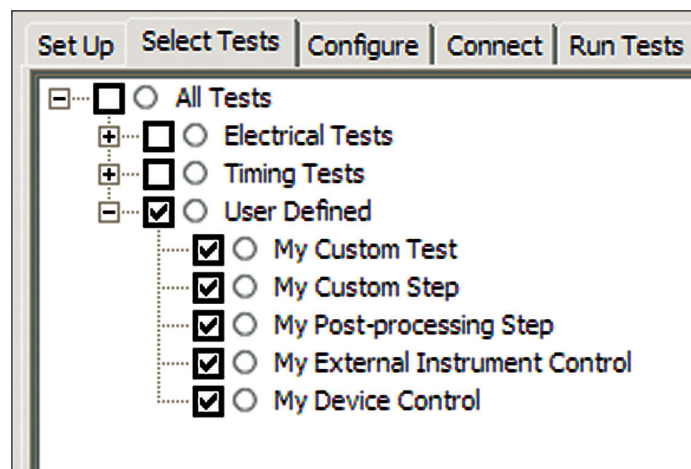 Set Up Select Tests Configure Connect Run Tests
All Tests
Electrical Tests
Timing Tests
User Defined
My Custom Test
My Custom Step
My Post-processing Step
My External Instrument Control
My Device Control